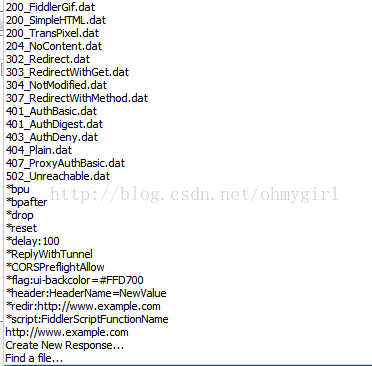 200_FiddlerGif.dat
200_SimpleHTML.dat
200_TransPixel.dat
204_NoContent.dat
302_Redirect.dat
303_RedirectWithGet.dat
304_NotModified.dat
307_RedirectWithMethod.dat
401_AuthBasic.dat
401_AuthDigest.dat
403_AuthDeny.dat
404_Plain.dat
407_ProxyAuthBasic.dat
502_Unreachable.dat
*bpu
http://blog.csdn.net/ohmygirl
*bpafter
*drop
*reset
*delay:100
*ReplyWithTunnel
*CORSPreflightAllow
*flag:ui-backcolor=#FFD700
*header:HeaderName=NewValue
*redir:http://www.example.com
*script:FiddlerScriptFunctionName
http://www.example.com
Create New Response...
Find a file...